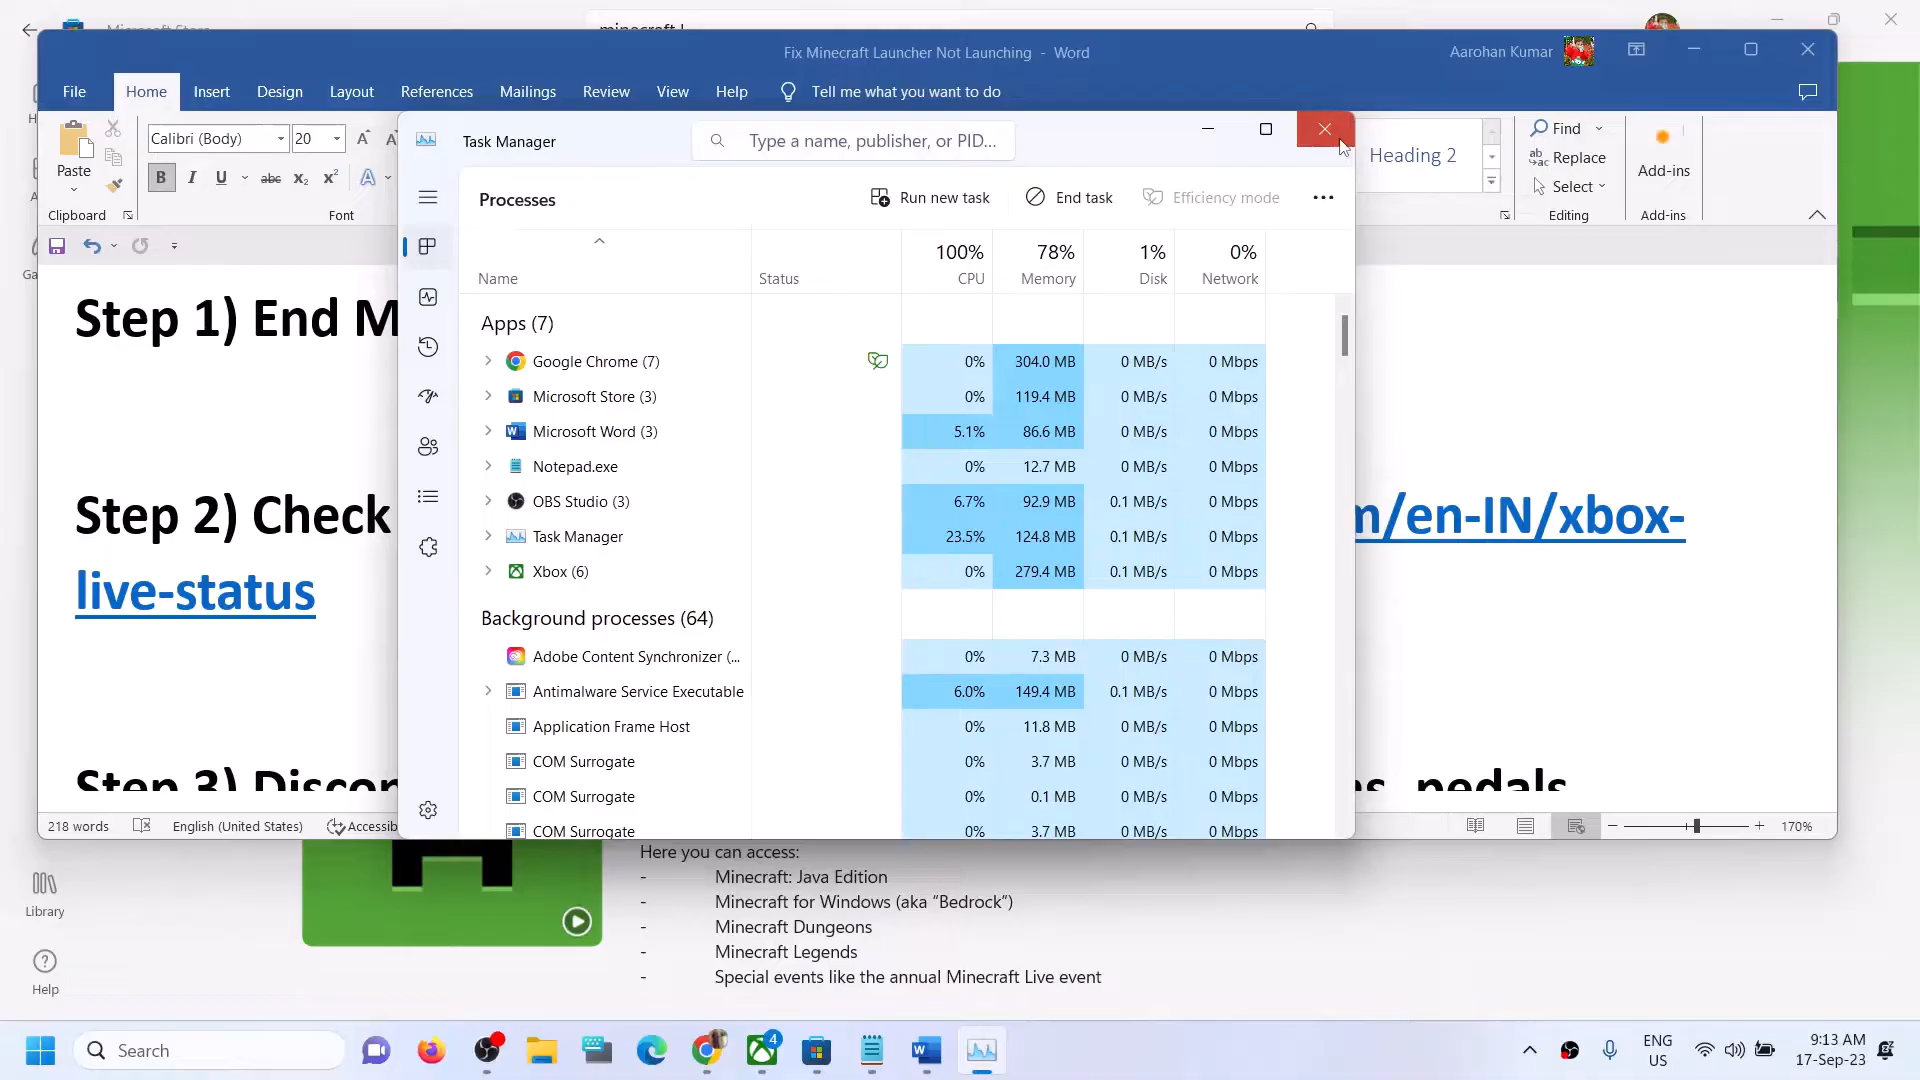 Fix Minecraft Launcher Not Launching - Word
Aarohan Kumar
File Home Insert Design Layout References Mailings Review View Help Tell me what you want to do
Paste
Clipboard
Calibri (Body) 20
B I U abc x₂ x² A
Font
Task Manager
Type a name, publisher, or PID...
Heading 2
Find
Replace
Select
Editing
Add-ins
Add-ins
Processes
Run new task
End task
Efficiency mode
Name
Status
100% CPU
78% Memory
1% Disk
0% Network
Apps (7)
Google Chrome (7) 0% 304.0 MB 0 MB/s 0 Mbps
Microsoft Store (3) 0% 119.4 MB 0 MB/s 0 Mbps
Microsoft Word (3) 5.1% 86.6 MB 0 MB/s 0 Mbps
Notepad.exe 0% 12.7 MB 0 MB/s 0 Mbps
OBS Studio (3) 6.7% 92.9 MB 0.1 MB/s 0 Mbps
Task Manager 23.5% 124.8 MB 0.1 MB/s 0 Mbps
Xbox (6) 0% 279.4 MB 0.1 MB/s 0 Mbps
Background processes (64)
Adobe Content Synchronizer (... 0% 7.3 MB 0 MB/s 0 Mbps
Antimalware Service Executable 6.0% 149.4 MB 0.1 MB/s 0 Mbps
Application Frame Host 0% 11.8 MB 0 MB/s 0 Mbps
COM Surrogate 0% 3.7 MB 0 MB/s 0 Mbps
COM Surrogate 0% 0.1 MB 0 MB/s 0 Mbps
COM Surrogate 0% 3.7 MB 0 MB/s 0 Mbps
Step 1) End M
Step 2) Check
m/en-IN/xbox-
live-status
Step 3) Discon
es, pedals
218 words
English (United States)
Accessib
170%
Library
Help
Here you can access:
- Minecraft: Java Edition
- Minecraft for Windows (aka “Bedrock”)
- Minecraft Dungeons
- Minecraft Legends
- Special events like the annual Minecraft Live event
Search
4
ENG
US
9:13 AM
17-Sep-23